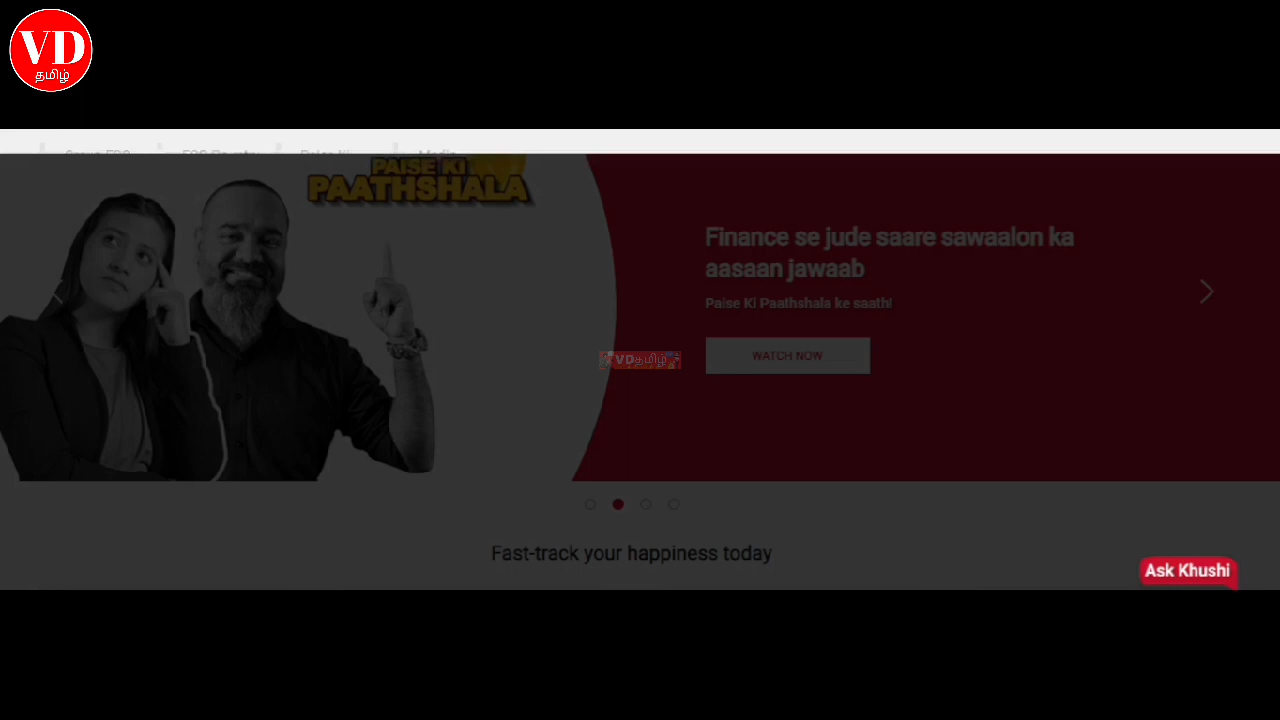 VD
தமிழ்
PAISE KI
PAATHSHALA
Finance se jude saare sawaalon ka
aasaan jawaab
Paise Ki Paathshala ke saath!
WATCH NOW
VDதமிழ்
Fast-track your happiness today
Ask Khushi